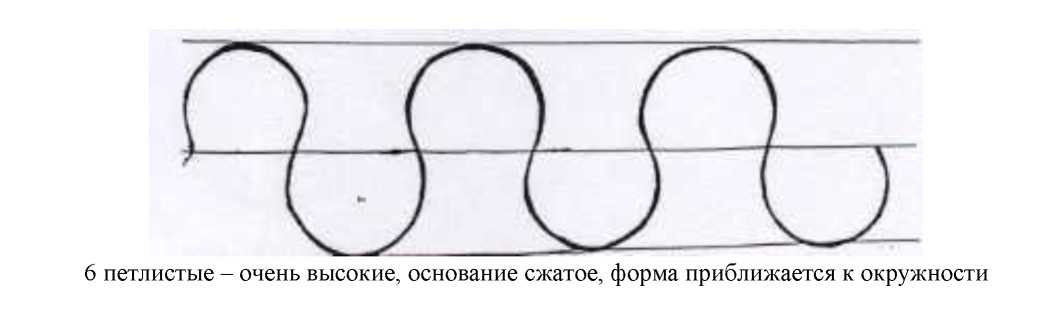 6 петлистые – очень высокие, основание сжатое, форма приближается к окружности